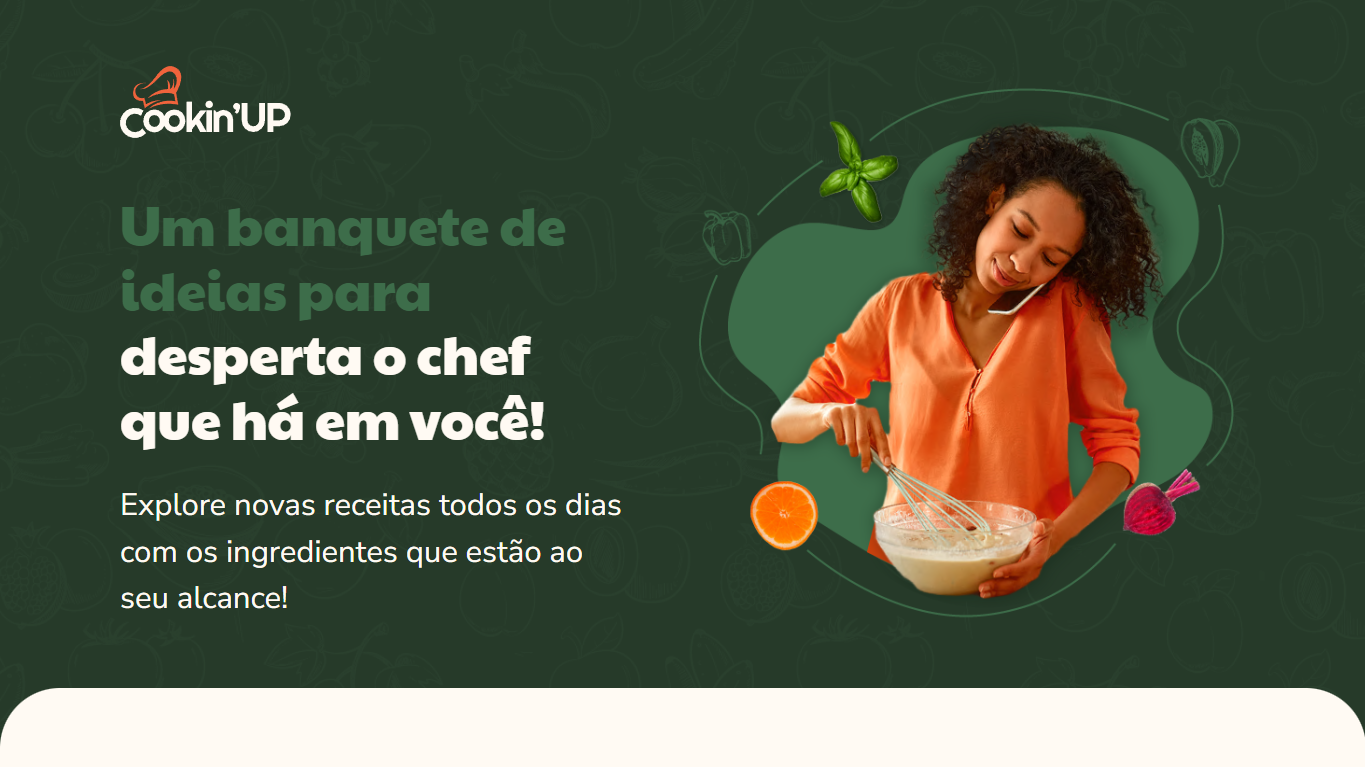 Cookin'UP
Um banquete de
ideias para
desperta o chef
que há em você!
Explore novas receitas todos os dias
com os ingredientes que estão ao
seu alcance!